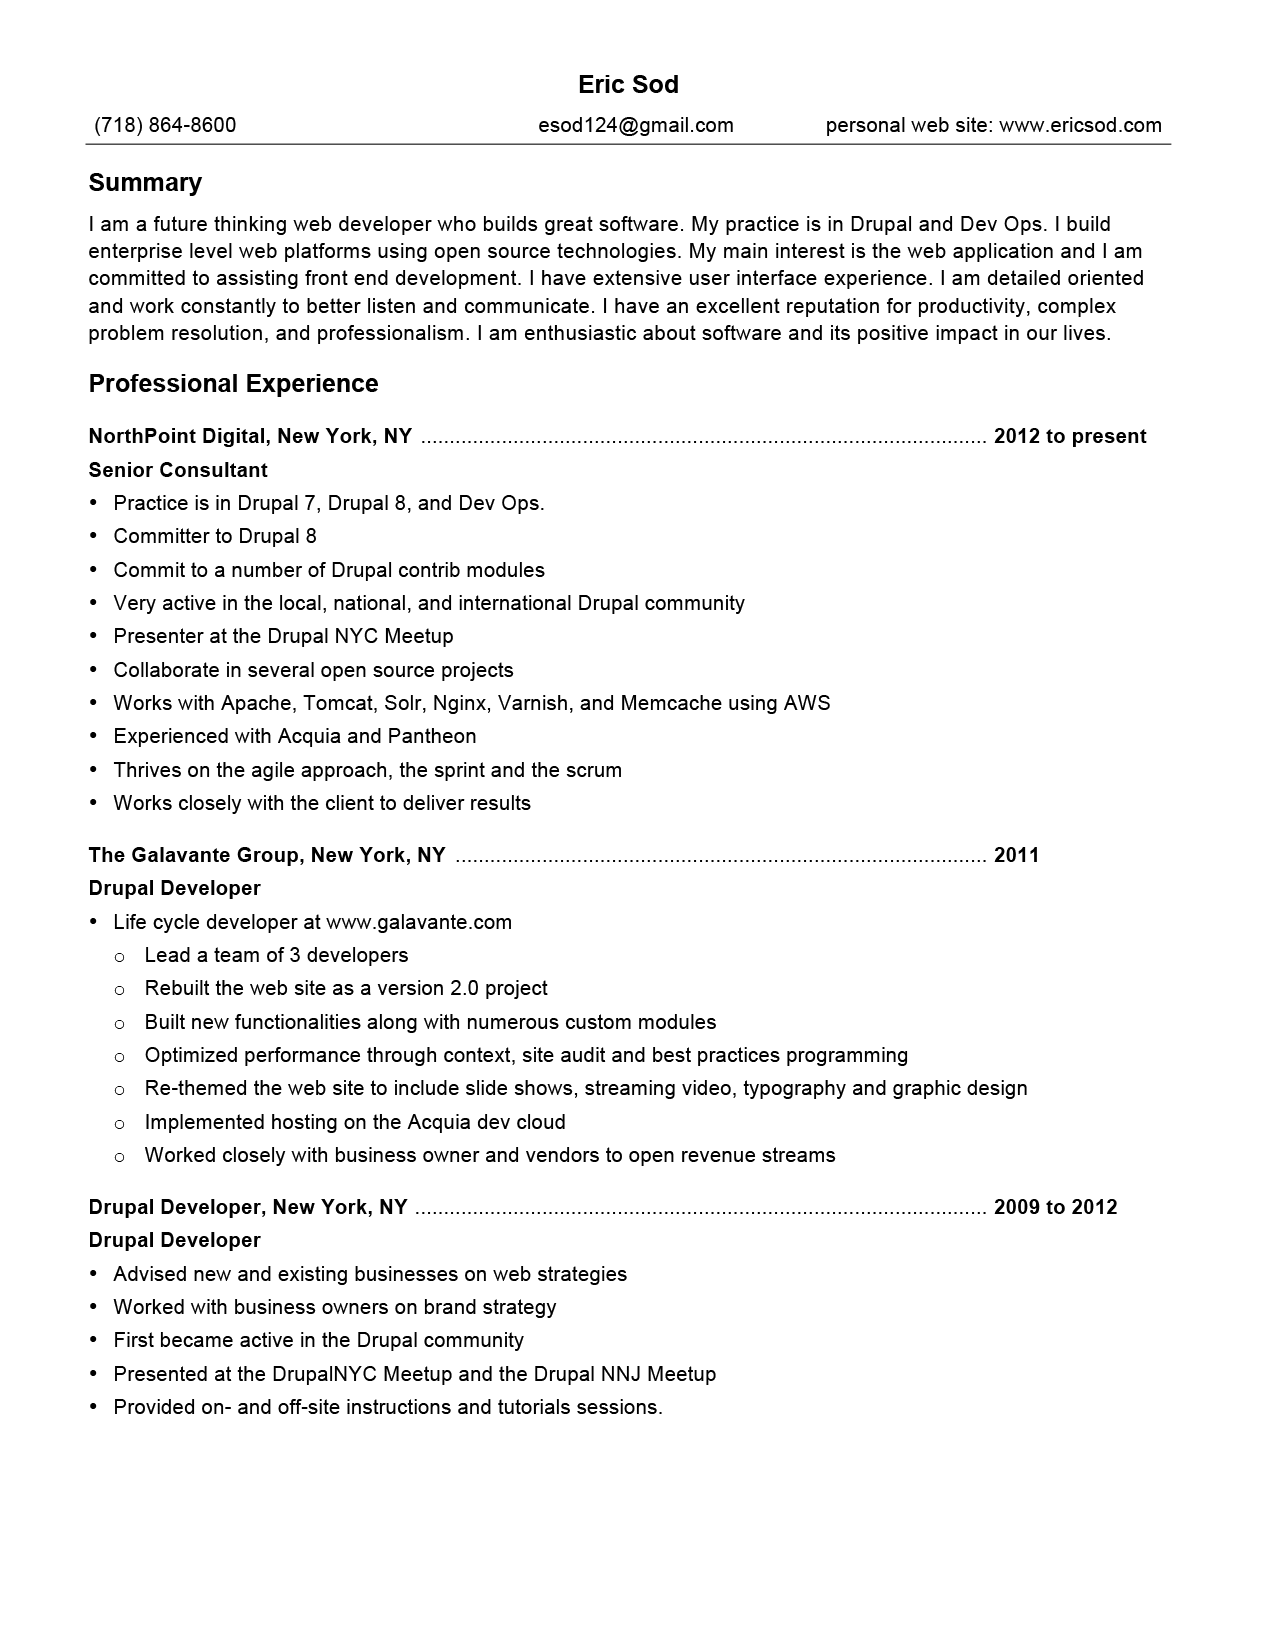 Eric Sod
(718) 864-8600 esod124@gmail.com personal web site: www.ericsod.com
Summary
I am a future thinking web developer who builds great software. My practice is in Drupal and Dev Ops. I build
enterprise level web platforms using open source technologies. My main interest is the web application and I am
committed to assisting front end development. I have extensive user interface experience. I am detailed oriented
and work constantly to better listen and communicate. I have an excellent reputation for productivity, complex
problem resolution, and professionalism. I am enthusiastic about software and its positive impact in our lives.
Professional Experience
NorthPoint Digital, New York, NY .................................................................................................. 2012 to present
Senior Consultant
• Practice is in Drupal 7, Drupal 8, and Dev Ops.
• Committer to Drupal 8
• Commit to a number of Drupal contrib modules
• Very active in the local, national, and international Drupal community
• Presenter at the Drupal NYC Meetup
• Collaborate in several open source projects
• Works with Apache, Tomcat, Solr, Nginx, Varnish, and Memcache using AWS
• Experienced with Acquia and Pantheon
• Thrives on the agile approach, the sprint and the scrum
• Works closely with the client to deliver results
The Galavante Group, New York, NY ............................................................................................ 2011
Drupal Developer
• Life cycle developer at www.galavante.com
o Lead a team of 3 developers
o Rebuilt the web site as a version 2.0 project
o Built new functionalities along with numerous custom modules
o Optimized performance through context, site audit and best practices programming
o Re-themed the web site to include slide shows, streaming video, typography and graphic design
o Implemented hosting on the Acquia dev cloud
o Worked closely with business owner and vendors to open revenue streams
Drupal Developer, New York, NY ................................................................................................... 2009 to 2012
Drupal Developer
• Advised new and existing businesses on web strategies
• Worked with business owners on brand strategy
• First became active in the Drupal community
• Presented at the DrupalNYC Meetup and the Drupal NNJ Meetup
• Provided on- and off-site instructions and tutorials sessions.